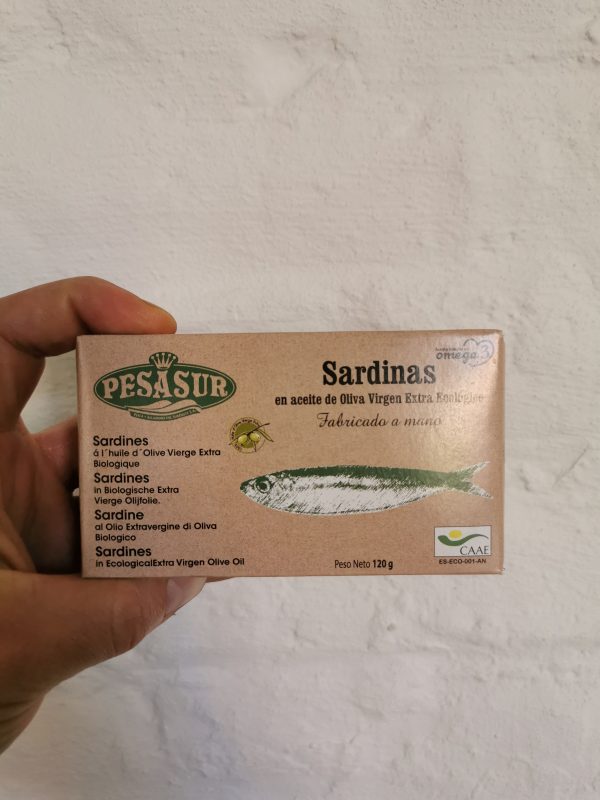 PESASUR
Sardines
á l´huile d´Olive Vierge Extra
Biologique
Sardines
in Biologische Extra
Vierge Olijfolie.
Sardine
al Olio Extravergine di Oliva
Biologico
Sardines
in EcologicalExtra Virgen Olive Oil
omega 3
Sardinas
en aceite de Oliva Virgen Extra Ecológico
Fabricado a mano
Peso Neto 120 g
CAAE
ES-ECO-001-AN